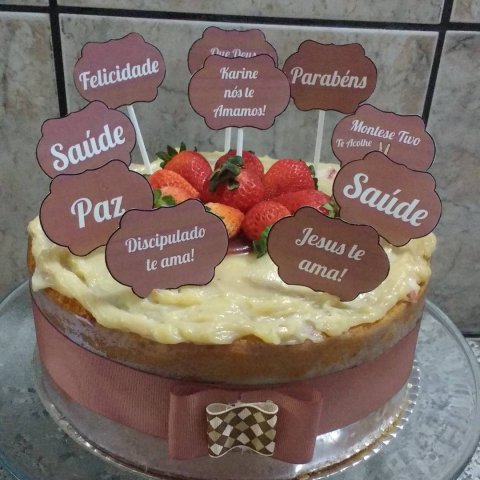 Felicidade
Que Deus
Karine
nós te
Amamos!
Parabéns
Saúde
Montese Two
Te Acolhe
Paz
Saúde
Discipulado
te ama!
Jesus te
ama!